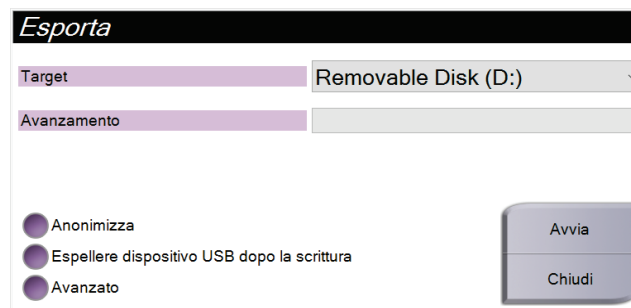 Esporta
Target
Removable Disk (D:)
Avanzamento
Anonimizza
Espellere dispositivo USB dopo la scrittura
Avanzato
Avvia
Chiudi